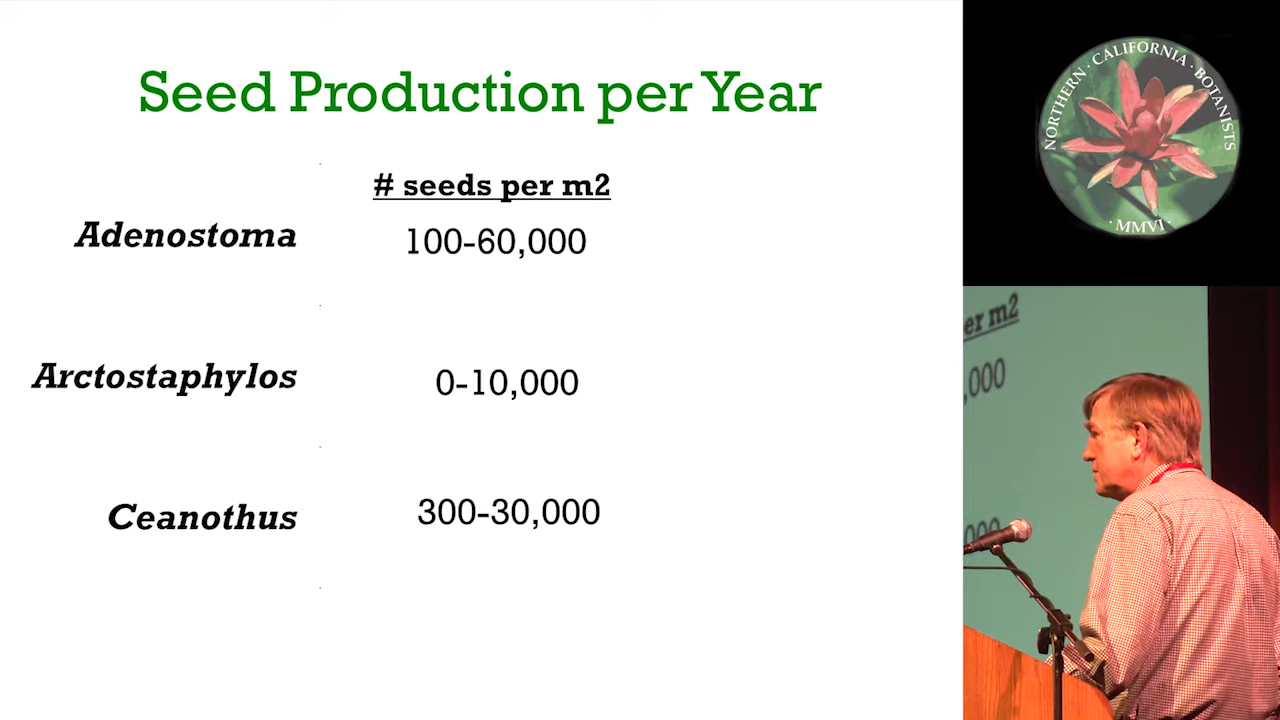 Seed Production per Year
# seeds per m2
Adenostoma 100-60,000
Arctostaphylos 0-10,000
Ceanothus 300-30,000
NORTHERN · CALIFORNIA · BOTANISTS
· MMVI ·
er m2
,000
,000